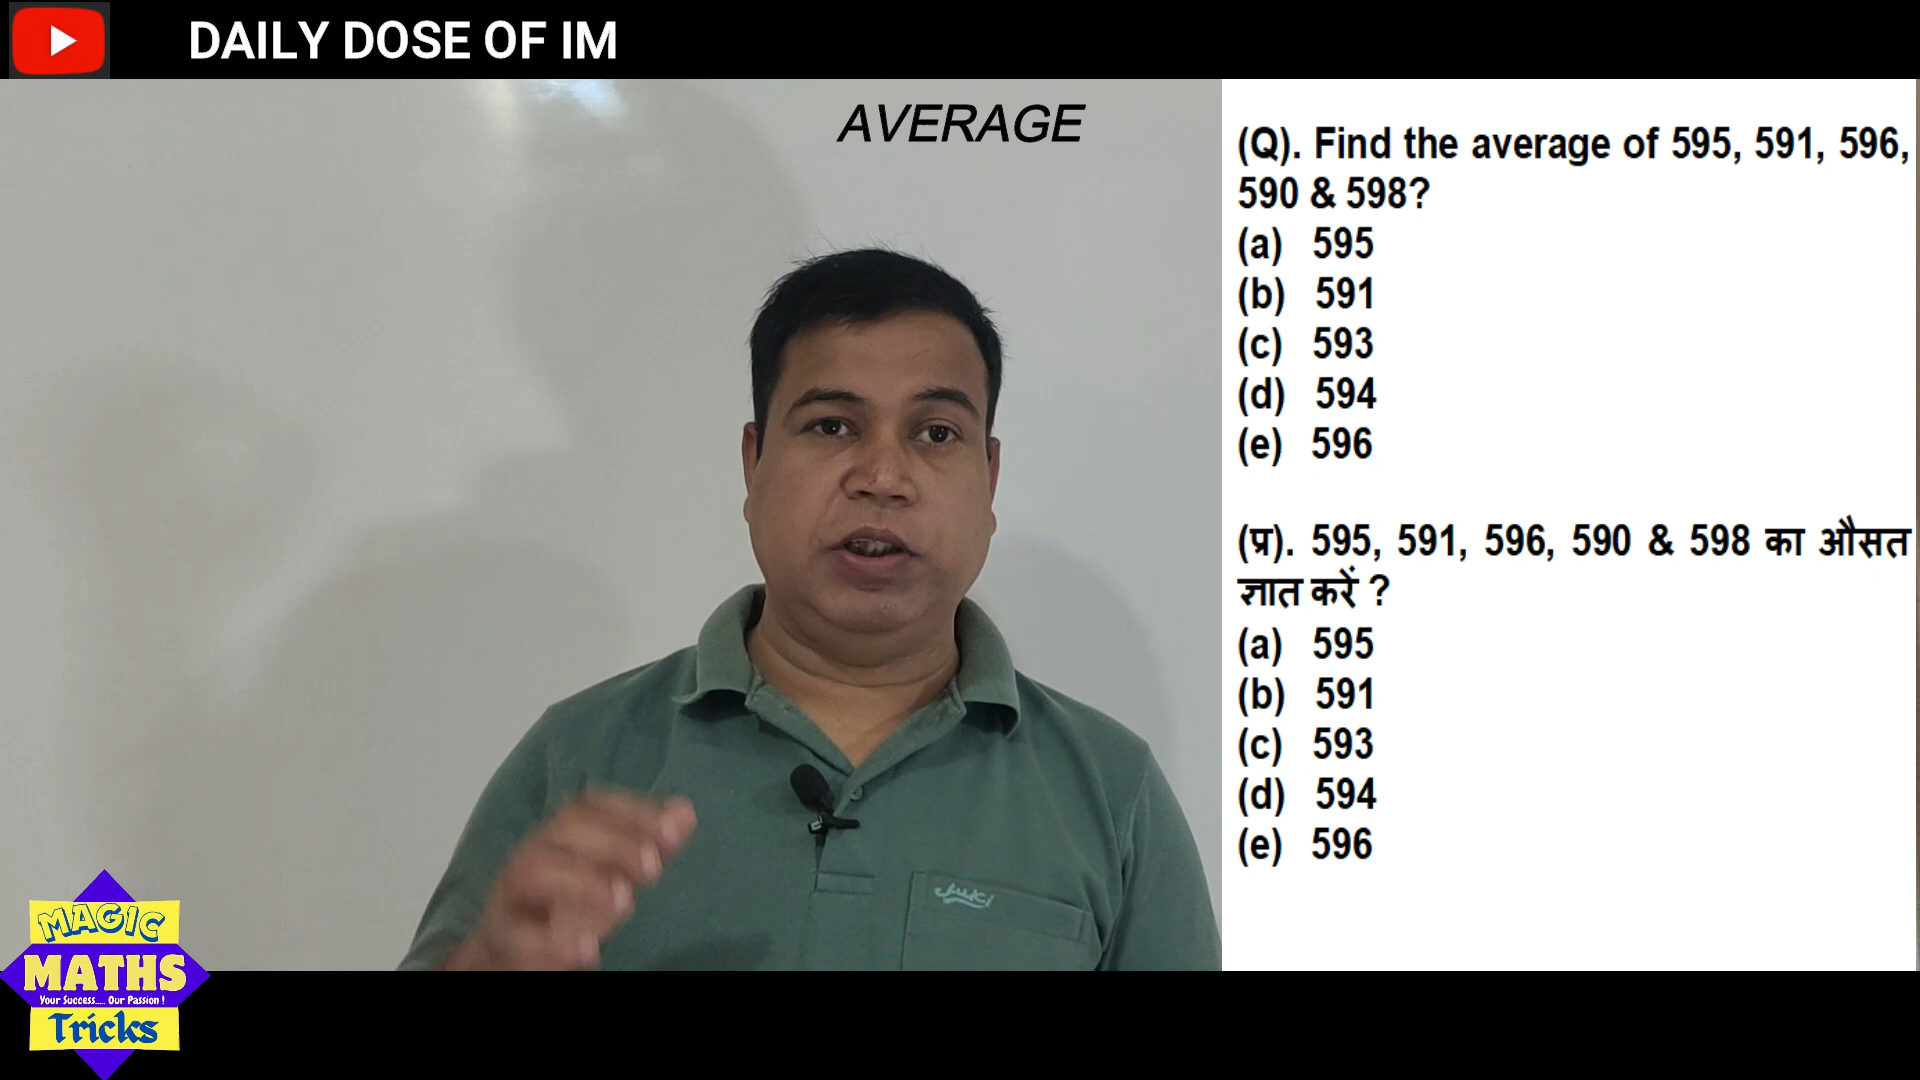 DAILY DOSE OF IM
AVERAGE
(Q). Find the average of 595, 591, 596,
590 & 598?
(a) 595
(b) 591
(c) 593
(d) 594
(e) 596
(प्र). 595, 591, 596, 590 & 598 का औसत
ज्ञात करें ?
(a) 595
(b) 591
(c) 593
(d) 594
(e) 596
Juci
MAGIC
MATHS
Your Success.... Our Passion !
Tricks